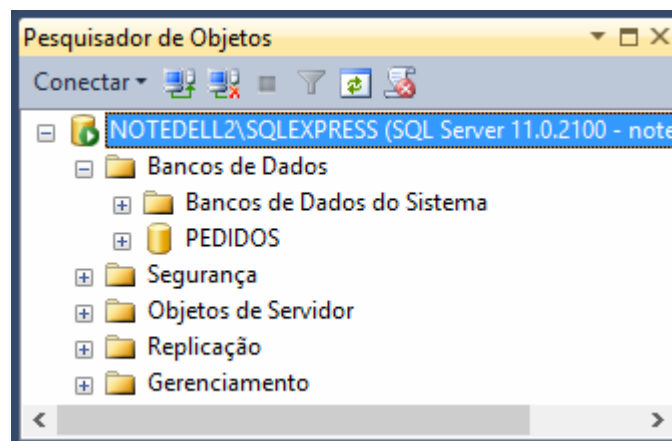 Pesquisador de Objetos
Conectar
NOTEDELL2\SQLEXPRESS (SQL Server 11.0.2100 - note
Bancos de Dados
Bancos de Dados do Sistema
PEDIDOS
Segurança
Objetos de Servidor
Replicação
Gerenciamento